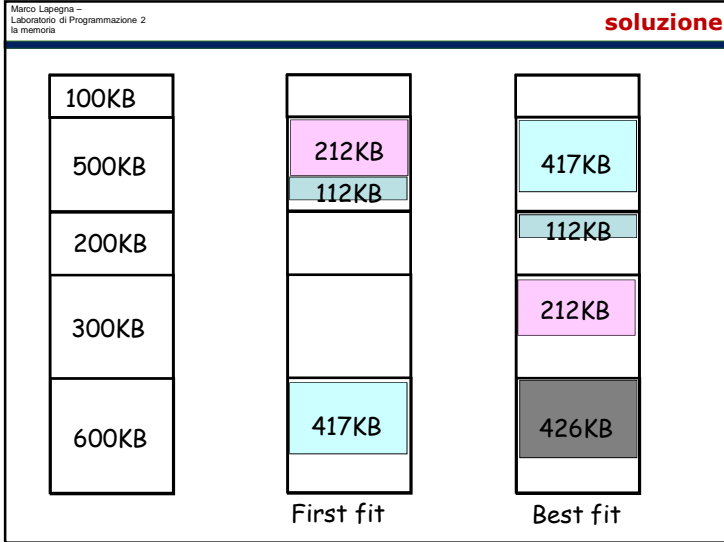 Marco Lapegna –
Laboratorio di Programmazione 2
la memoria
soluzione
100KB
500KB
200KB
300KB
600KB
212KB
112KB
417KB
First fit
417KB
112KB
212KB
426KB
Best fit